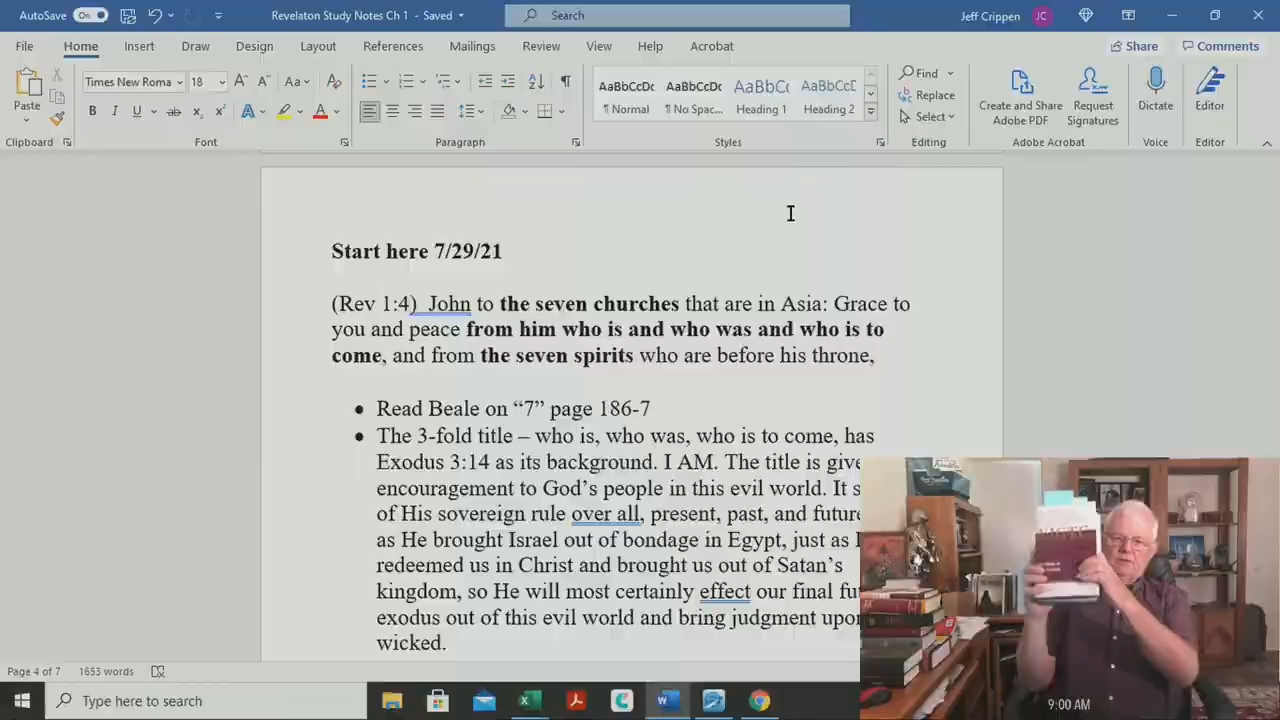 AutoSave On Revelaton Study Notes Ch 1 - Saved Search Jeff Crippen JC
File Home Insert Draw Design Layout References Mailings Review View Help Acrobat Share Comments
Paste Times New Roma 18 Aa AaBbCcDc AaBbCcDc AaBbC AaBbCcD Find Replace Select
B I U ab x₂ x² A A ¶ Normal ¶ No Spac... Heading 1 Heading 2 Create and Share Adobe PDF Request Signatures Dictate Editor
Clipboard Font Paragraph Styles Editing Adobe Acrobat Voice Editor
Start here 7/29/21
(Rev 1:4) John to the seven churches that are in Asia: Grace to
you and peace from him who is and who was and who is to
come, and from the seven spirits who are before his throne,
• Read Beale on “7” page 186-7
• The 3-fold title – who is, who was, who is to come, has
Exodus 3:14 as its background. I AM. The title is give
encouragement to God’s people in this evil world. It s
of His sovereign rule over all, present, past, and future
as He brought Israel out of bondage in Egypt, just as
redeemed us in Christ and brought us out of Satan’s
kingdom, so He will most certainly effect our final fu
exodus out of this evil world and bring judgment upo
wicked.
9:00 AM
Page 4 of 7 1653 words
Type here to search